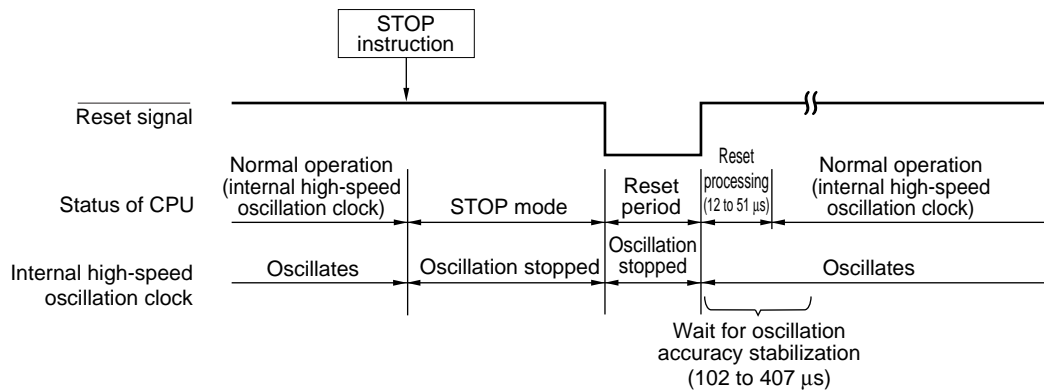 STOP
instruction
Reset signal
Status of CPU
Normal operation
(internal high-speed
oscillation clock)
STOP mode
Reset
period
Reset
processing
(12 to 51 μs)
Normal operation
(internal high-speed
oscillation clock)
Internal high-speed
oscillation clock
Oscillates
Oscillation stopped
Oscillation
stopped
Oscillates
Wait for oscillation
accuracy stabilization
(102 to 407 μs)